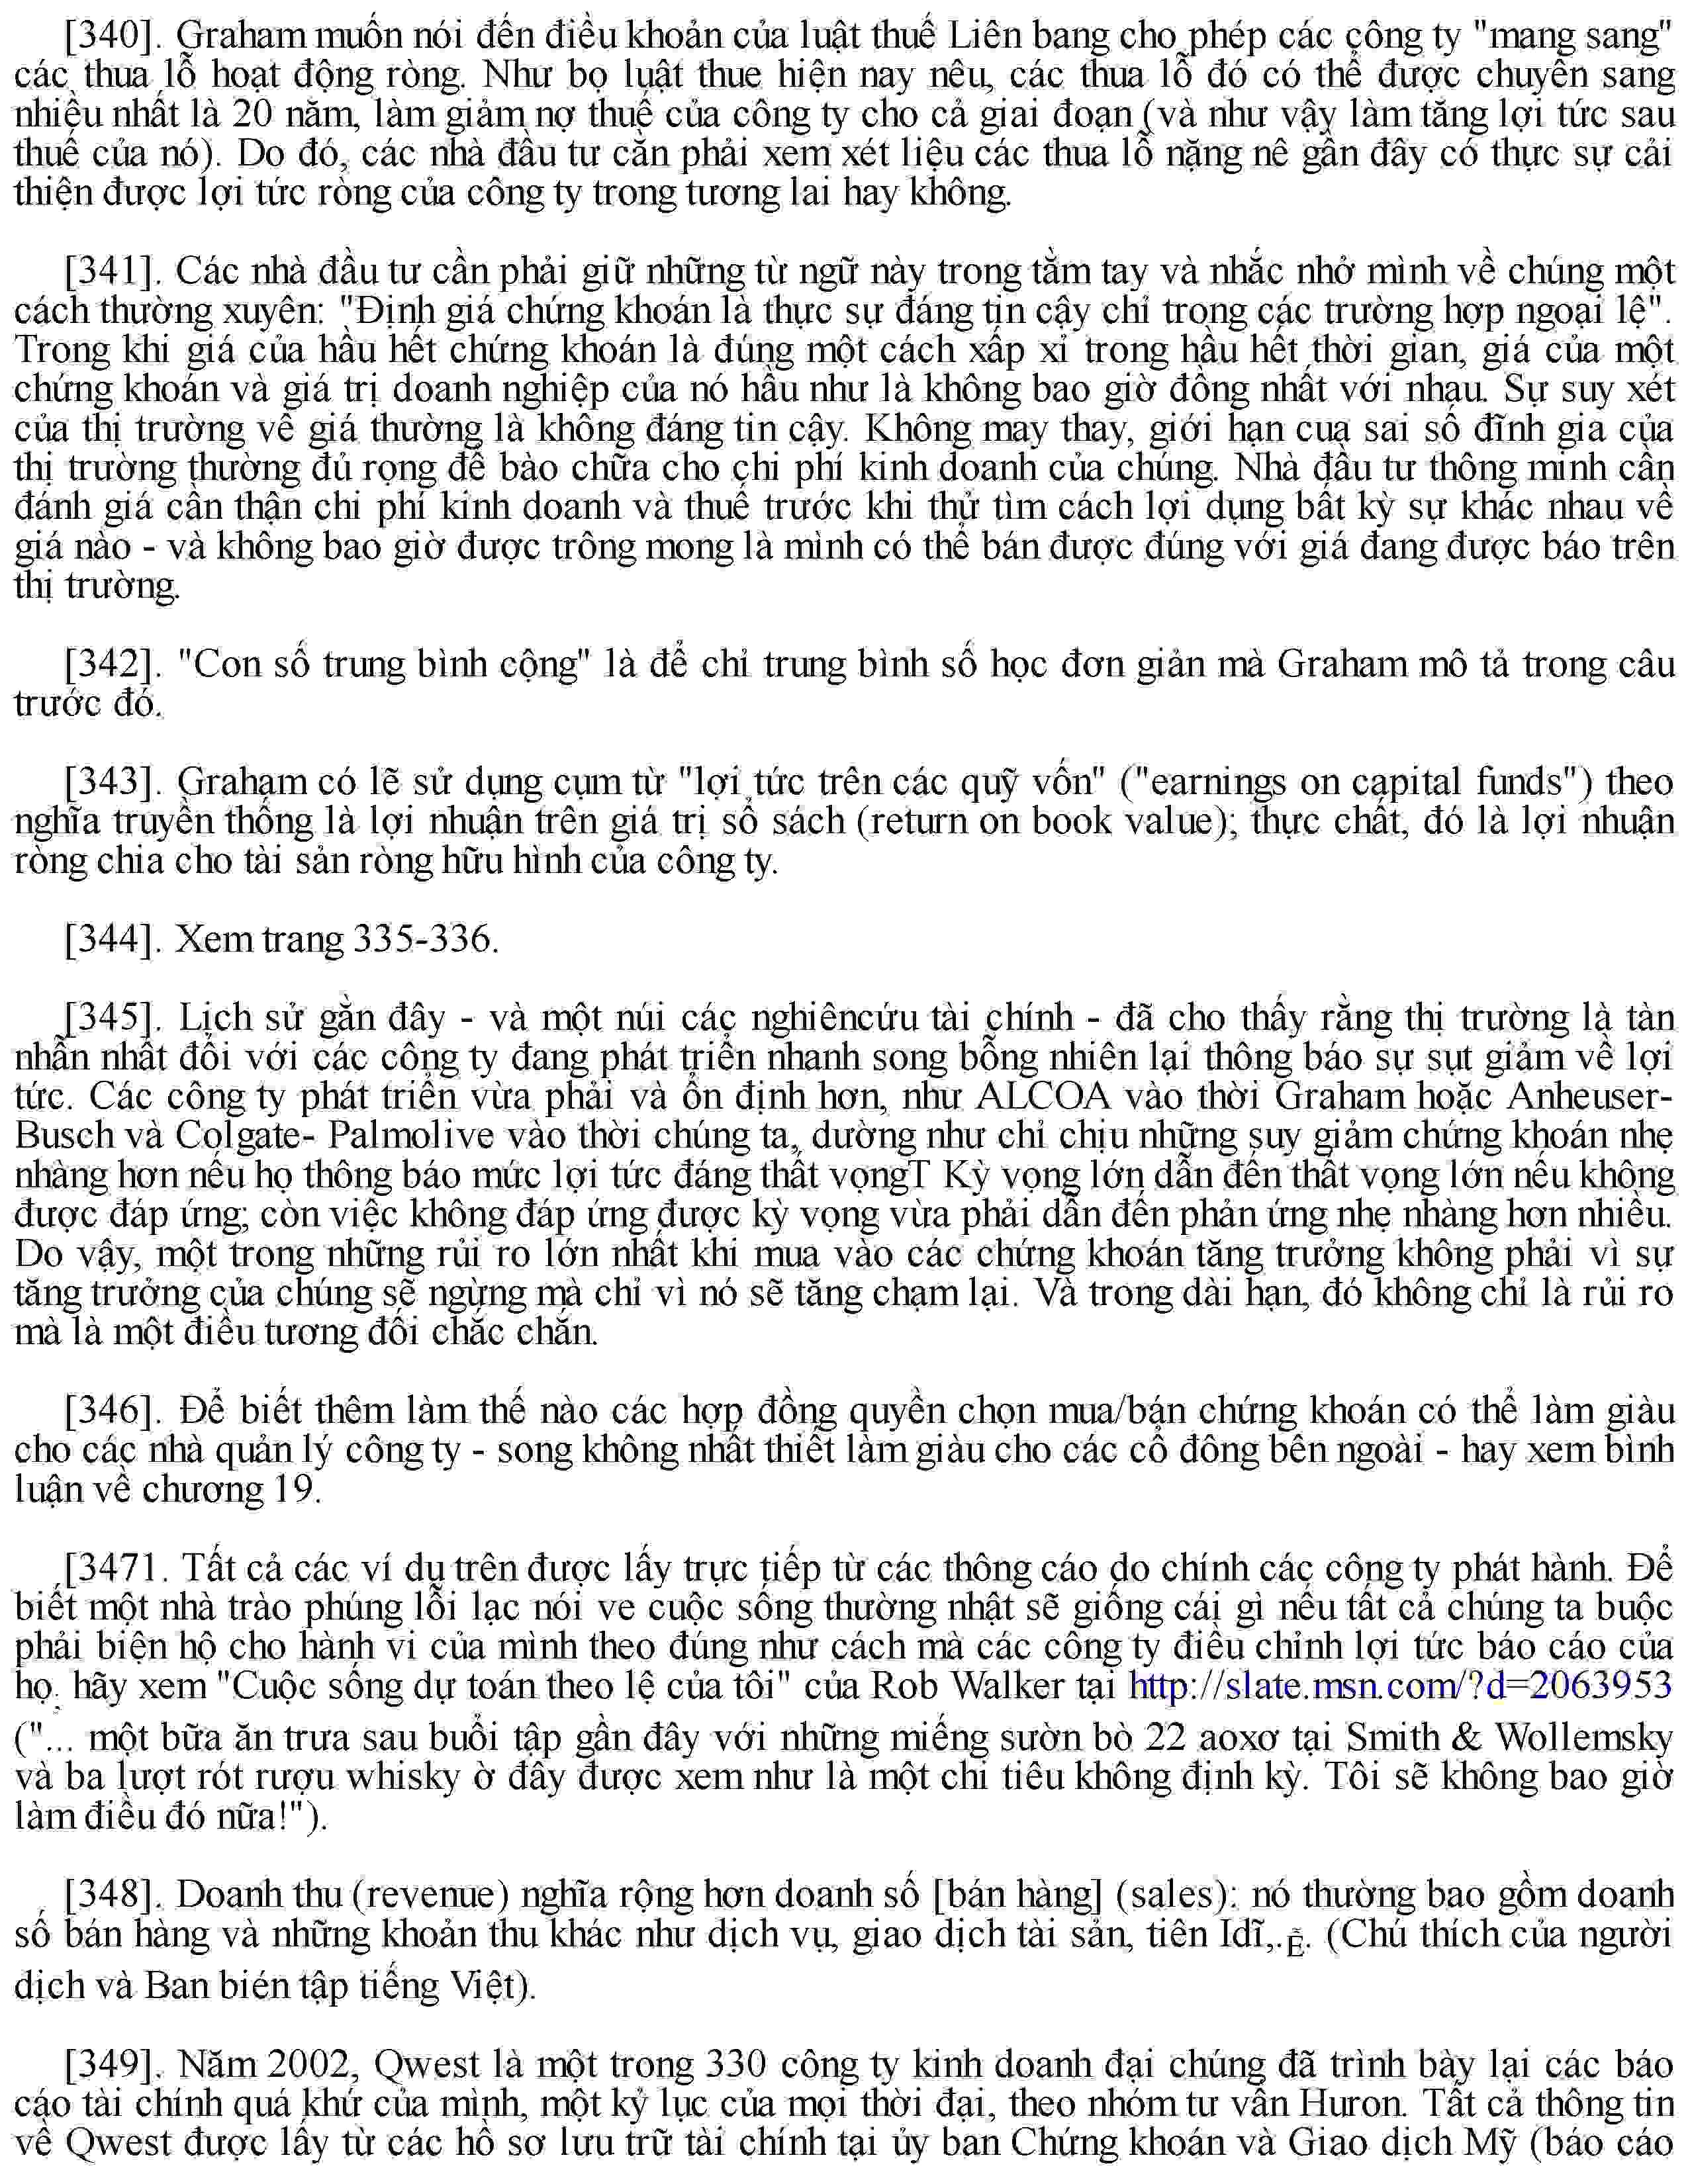 [340]. Graham muốn nói đến điều khoản của luật thuế Liên bang cho phép các công ty "mang sang"
các thua lỗ hoạt động ròng. Như bọ luật thue hiện nay nêu, các thua lỗ đó có thể được chuyển sang
nhiều nhất là 20 năm, làm giảm nợ thuế của công ty cho cả giai đoạn (và như vậy làm tăng lợi tức sau
thuế của nó). Do đó, các nhà đầu tư cần phải xem xét liệu các thua lỗ nặng nê gần đây có thực sự cải
thiện được lợi tức ròng của công ty trong tương lai hay không.
[341]. Các nhà đầu tư cần phải giữ những từ ngữ này trong tằm tay và nhắc nhở mình về chúng một
cách thường xuyên: "Định giá chứng khoán là thực sự đáng tin cậy chỉ trong các trường hợp ngoại lệ".
Trong khi giá của hầu hết chứng khoán là đúng một cách xấp xỉ trong hầu hết thời gian, giá của một
chứng khoán và giá trị doanh nghiệp của nó hầu như là không bao giờ đồng nhất với nhau. Sự suy xét
của thị trường về giá thường là không đáng tin cậy. Không may thay, giới hạn cuạ sai số đĩnh gia của
thị trường thường đủ rộng để bào chữa cho chi phí kinh doanh của chúng. Nhà đầu tư thông minh cần
đánh giá cần thận chi phí kinh doanh và thuế trước khi thử tìm cách lợi dụng bất kỳ sự khác nhau về
giá nào - và không bao giờ được trông mong là mình có thể bán được đúng với giá đang được báo trên
thị trường.
[342]. "Con số trung bình cộng" là để chỉ trung bình số học đơn giản mà Graham mô tả trong câu
trước đó.
[343]. Graham có lẽ sử dụng cụm từ "lợi tức trên các quỹ vốn" ("earnings on capital funds") theo
nghĩa truyền thống là lợi nhuận trên giá trị sổ sách (return on book value); thực chất, đó là lợi nhuận
ròng chia cho tài sản ròng hữu hình của công ty.
[344]. Xem trang 335-336.
[345]. Lịch sử gằn đây - và một núi các nghiêncứu tài chính - đã cho thấy rằng thị trường là tàn
nhẫn nhất đối với các công ty đang phát triển nhanh song bỗng nhiên lại thông báo sự sụt giảm về lợi
tức. Các công ty phát triển vừa phải và ổn định hơn, như ALCOA vào thời Graham hoặc Anheuser-
Busch và Colgate- Palmolive vào thời chúng ta, dường như chỉ chịu những suy giảm chứng khoán nhẹ
nhàng hơn nếu họ thông báo mức lợi tức đáng thất vọngT Kỳ vọng lớn dẫn đến thất vọng lớn nếu không
được đáp ứng; còn việc không đáp ứng được kỳ vọng vừa phải dẫn đến phản ứng nhẹ nhàng hơn nhiều.
Do vậy, một trong những rủi ro lớn nhất khi mua vào các chứng khoán tăng trưởng không phải vì sự
tăng trưởng của chúng sẽ ngừng mà chỉ vì nó sẽ tăng chạm lại. Và trong dài hạn, đó không chỉ là rủi ro
mà là một điều tương đối chắc chắn.
[346]. Để biết thêm làm thế nào các hợp đồng quyền chọn mua/bán chứng khoán có thể làm giàu
cho các nhà quản lý công ty - song không nhất thiết làm giàu cho các cổ đông bên ngoài - hay xem bình
luận về chương 19.
[3471. Tất cả các ví dụ trên được lấy trực tiếp từ các thông cáo do chính các công ty phát hành. Để
biết một nhà trào phúng lỗi lạc nói ve cuộc sống thường nhật sẽ giống cái gì nếu tất cả chúng ta buộc
phải biện hộ cho hành vi của mình theo đúng như cách mà các công ty điều chỉnh lợi tức báo cáo của
họ. hãy xem "Cuộc sống dự toán theo lệ của tôi" của Rob Walker tại http://slate.msn.com/?d=2063953
("... một bữa ăn trưa sau buổi tập gần đây với những miếng sườn bò 22 aoxơ tại Smith & Wollemsky
và ba lượt rót rượu whisky ờ đây được xem như là một chi tiêu không định kỳ. Tôi sẽ không bao giờ
làm điều đó nữa!").
[348]. Doanh thu (revenue) nghĩa rộng hơn doanh số [bán hàng] (sales): nó thường bao gồm doanh
số bán hàng và những khoản thu khác như dịch vụ, giao dịch tài sản, tiên Idĩ,.Ẽ. (Chú thích của người
dịch và Ban bién tập tiếng Việt).
[349]. Năm 2002, Qwest là một trong 330 công ty kinh doanh đại chúng đã trình bày lại các báo
cáo tài chính quá khứ của mình, một kỷ lục của mọi thời đại, theo nhóm tư vấn Huron. Tất cả thông tin
về Qwest được lấy từ các hồ sơ lưu trữ tài chính tại ủy ban Chứng khoán và Giao dịch Mỹ (báo cáo